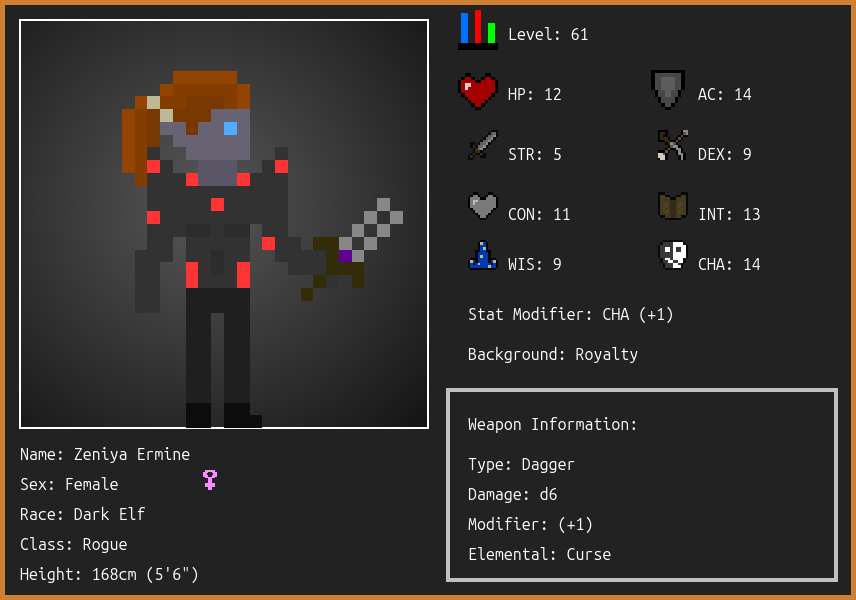 Level: 61
HP: 12
AC: 14
STR: 5
DEX: 9
CON: 11
INT: 13
WIS: 9
CHA: 14
Stat Modifier: CHA (+1)
Background: Royalty
Weapon Information:
Type: Dagger
Damage: d6
Modifier: (+1)
Elemental: Curse
Name: Zeniya Ermine
Sex: Female
Race: Dark Elf
Class: Rogue
Height: 168cm (5'6")